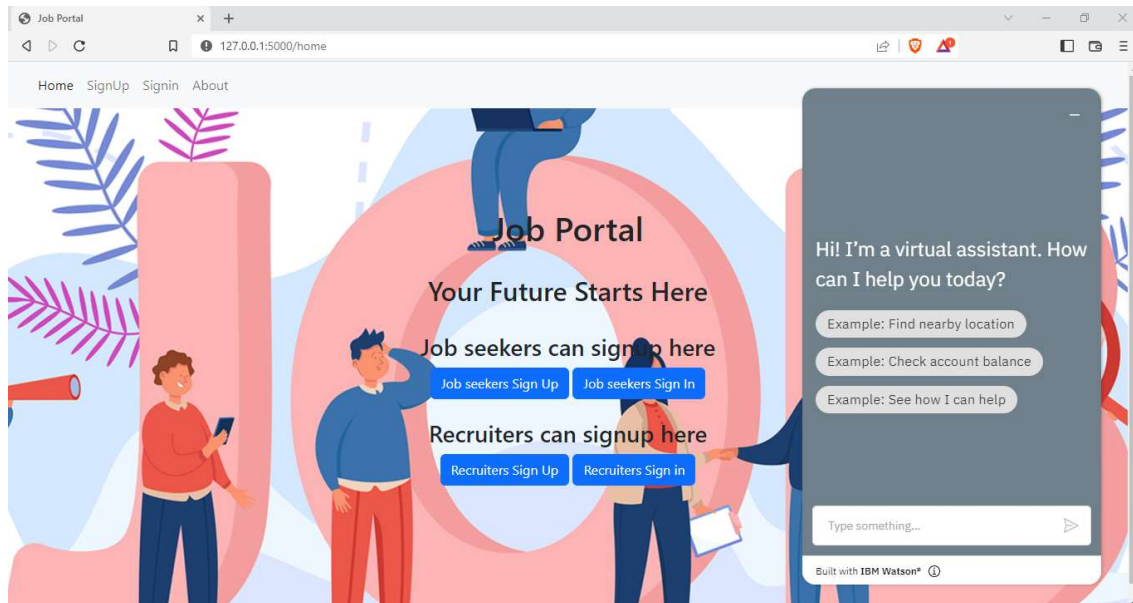 Job Portal
127.0.0.1:5000/home
Home SignUp Signin About
Job Portal
Your Future Starts Here
Job seekers can signup here
Job seekers Sign Up Job seekers Sign In
Recruiters can signup here
Recruiters Sign Up Recruiters Sign in
Hi! I'm a virtual assistant. How
can I help you today?
Example: Find nearby location
Example: Check account balance
Example: See how I can help
Type something...
Built with IBM Watson®